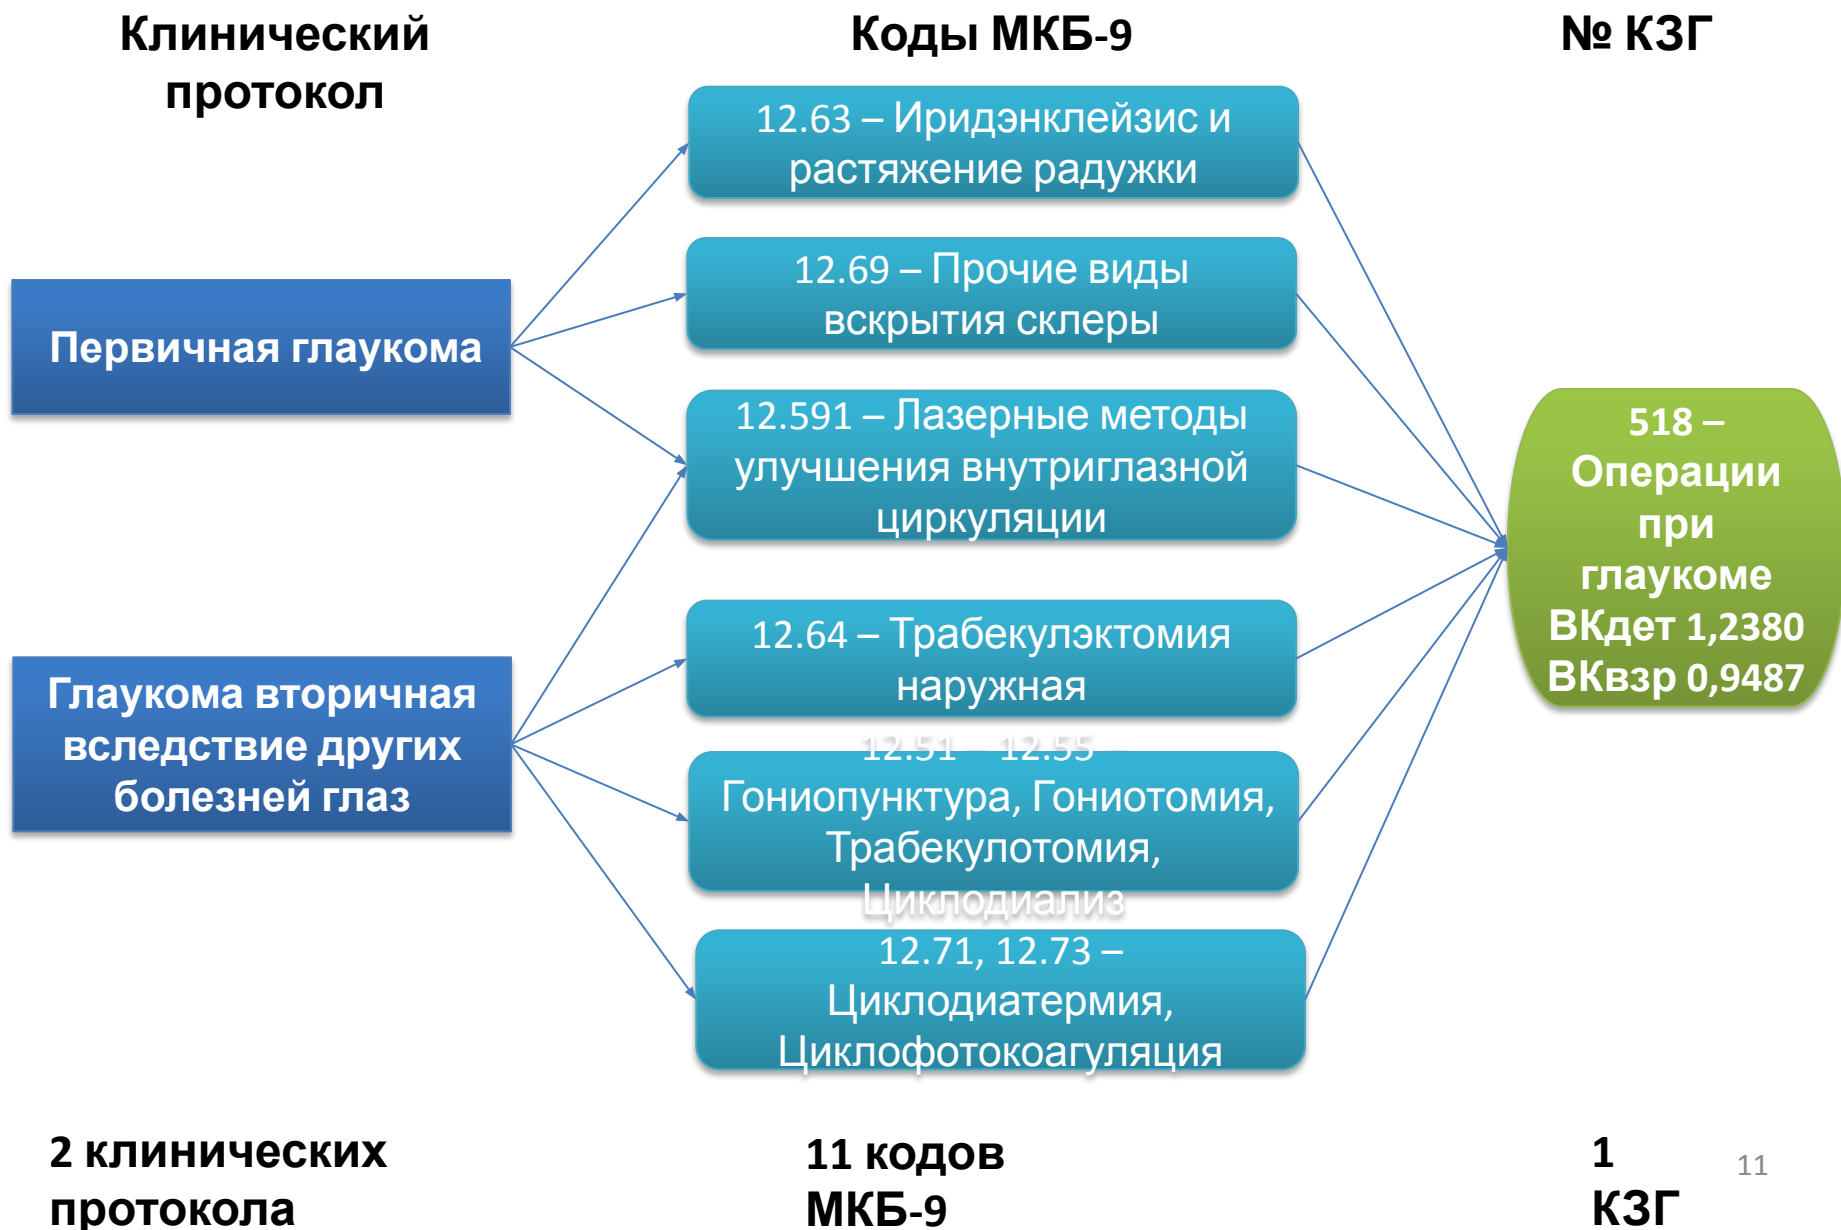 Клинический
протокол
Коды МКБ-9
№ КЗГ
12.63 – Иридэнклейзис и
растяжение радужки
12.69 – Прочие виды
вскрытия склеры
Первичная глаукома
12.591 – Лазерные методы
улучшения внутриглазной
циркуляции
518 –
Операции
при
глаукоме
ВКдет 1,2380
ВКвзр 0,9487
12.64 – Трабекулэктомия
наружная
Глаукома вторичная
вследствие других
болезней глаз
12.51 – 12.55 –
Гониопунктура, Гониотомия,
Трабекулотомия,
Циклодиализ
12.71, 12.73 –
Циклодиатермия,
Циклофотокоагуляция
2 клинических
протокола
11 кодов
МКБ-9
1
КЗГ
11